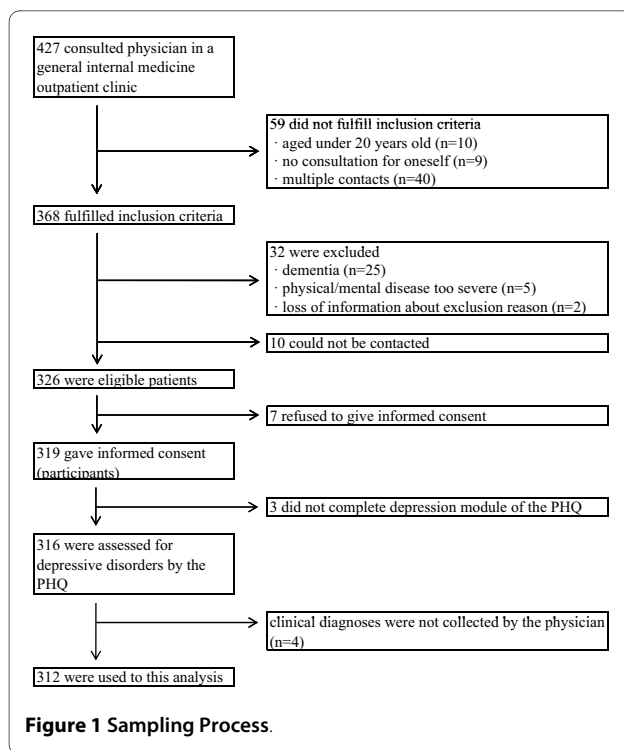 427 consulted physician in a
general internal medicine
outpatient clinic
59 did not fulfill inclusion criteria
· aged under 20 years old (n=10)
· no consultation for oneself (n=9)
· multiple contacts (n=40)
368 fulfilled inclusion criteria
32 were excluded
· dementia (n=25)
· physical/mental disease too severe (n=5)
· loss of information about exclusion reason (n=2)
10 could not be contacted
326 were eligible patients
7 refused to give informed consent
319 gave informed consent
(participants)
3 did not complete depression module of the PHQ
316 were assessed for
depressive disorders by the
PHQ
clinical diagnoses were not collected by the physician
(n=4)
312 were used to this analysis
Figure 1 Sampling Process.